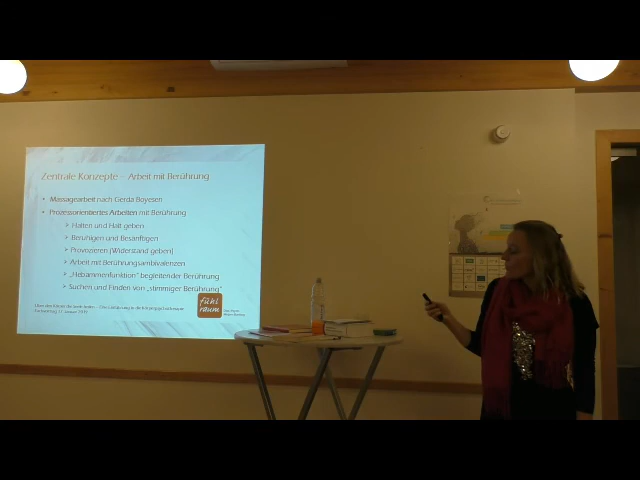 Zentrale Konzepte – Arbeit mit Berührung
• Massagearbeit nach Gerda Boyesen
• Prozessorientiertes Arbeiten mit Berührung
➢ Halten und Halt geben
➢ Beruhigen und Besänftigen
➢ Provozieren (Widerstand geben)
➢ Arbeit mit Berührungsambivalenzen
➢ „Hebammenfunktion" begleitender Berührung
➢ Suchen und Finden von „stimmiger Berührung"
fühl
raum